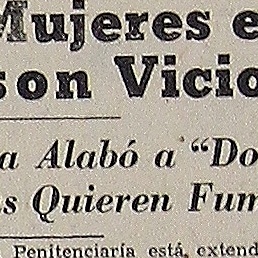 Mujeres e
son Vicio
a Alabó a “Do
s Quieren Fum
Penitenciaría está, extend